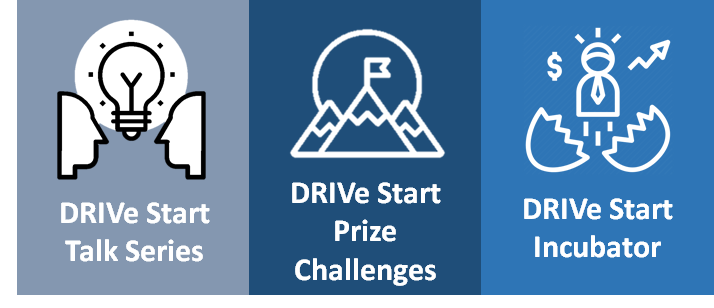 DRIVe Start
Talk Series
DRIVe Start
Prize
Challenges
$
DRIVe Start
Incubator